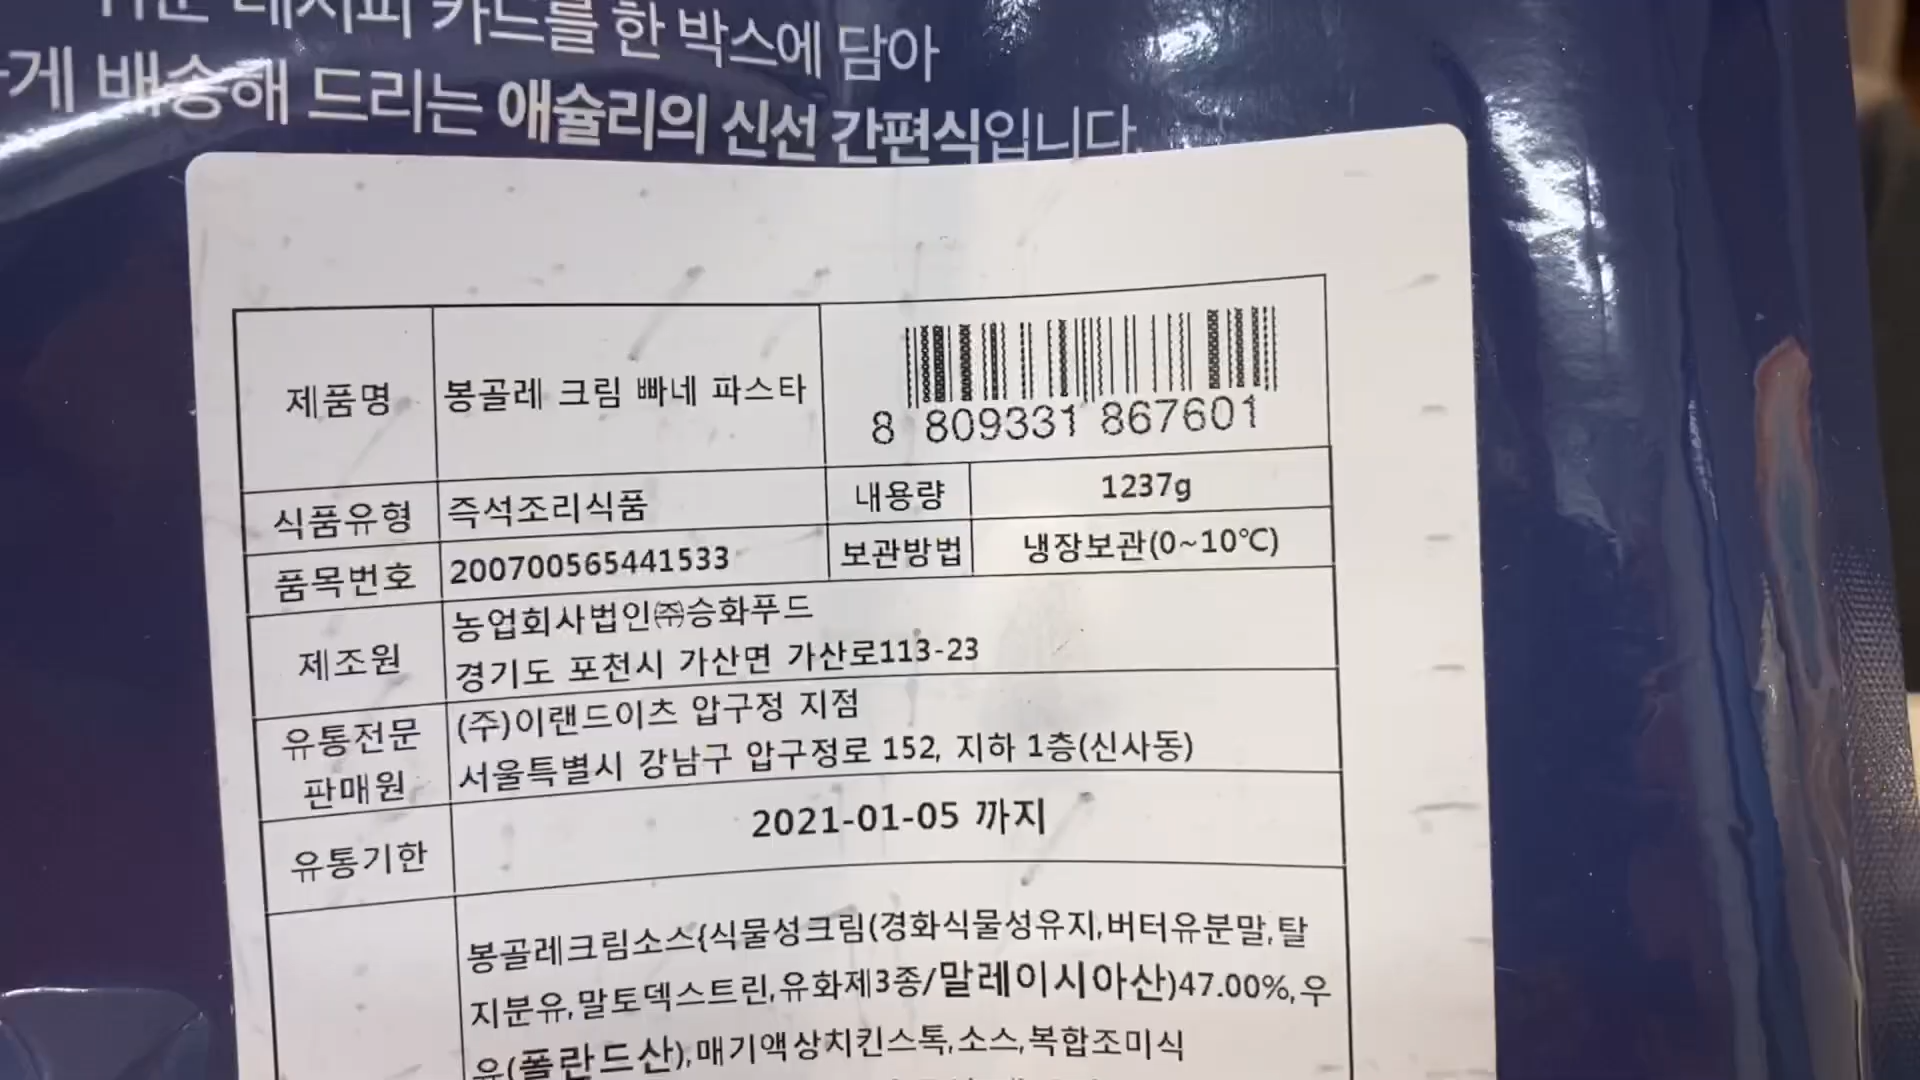 레시피 카드를 한 박스에 담아
게 배송해 드리는 애슐리의 신선 간편식입니다.
제품명 봉골레 크림 빠네 파스타
8 809331 867601
식품유형 즉석조리식품 내용량 1237g
품목번호 200700565441533 보관방법 냉장보관(0~10℃)
제조원 농업회사법인㈜승화푸드
경기도 포천시 가산면 가산로113-23
유통전문 (주)이랜드이츠 압구정 지점
판매원 서울특별시 강남구 압구정로 152, 지하 1층(신사동)
유통기한 2021-01-05 까지
봉골레크림소스{식물성크림(경화식물성유지,버터유분말,탈
지분유,말토덱스트린,유화제3종/말레이시아산)47.00%,우
유(폴란드산),매기액상치킨스톡,소스,복합조미식